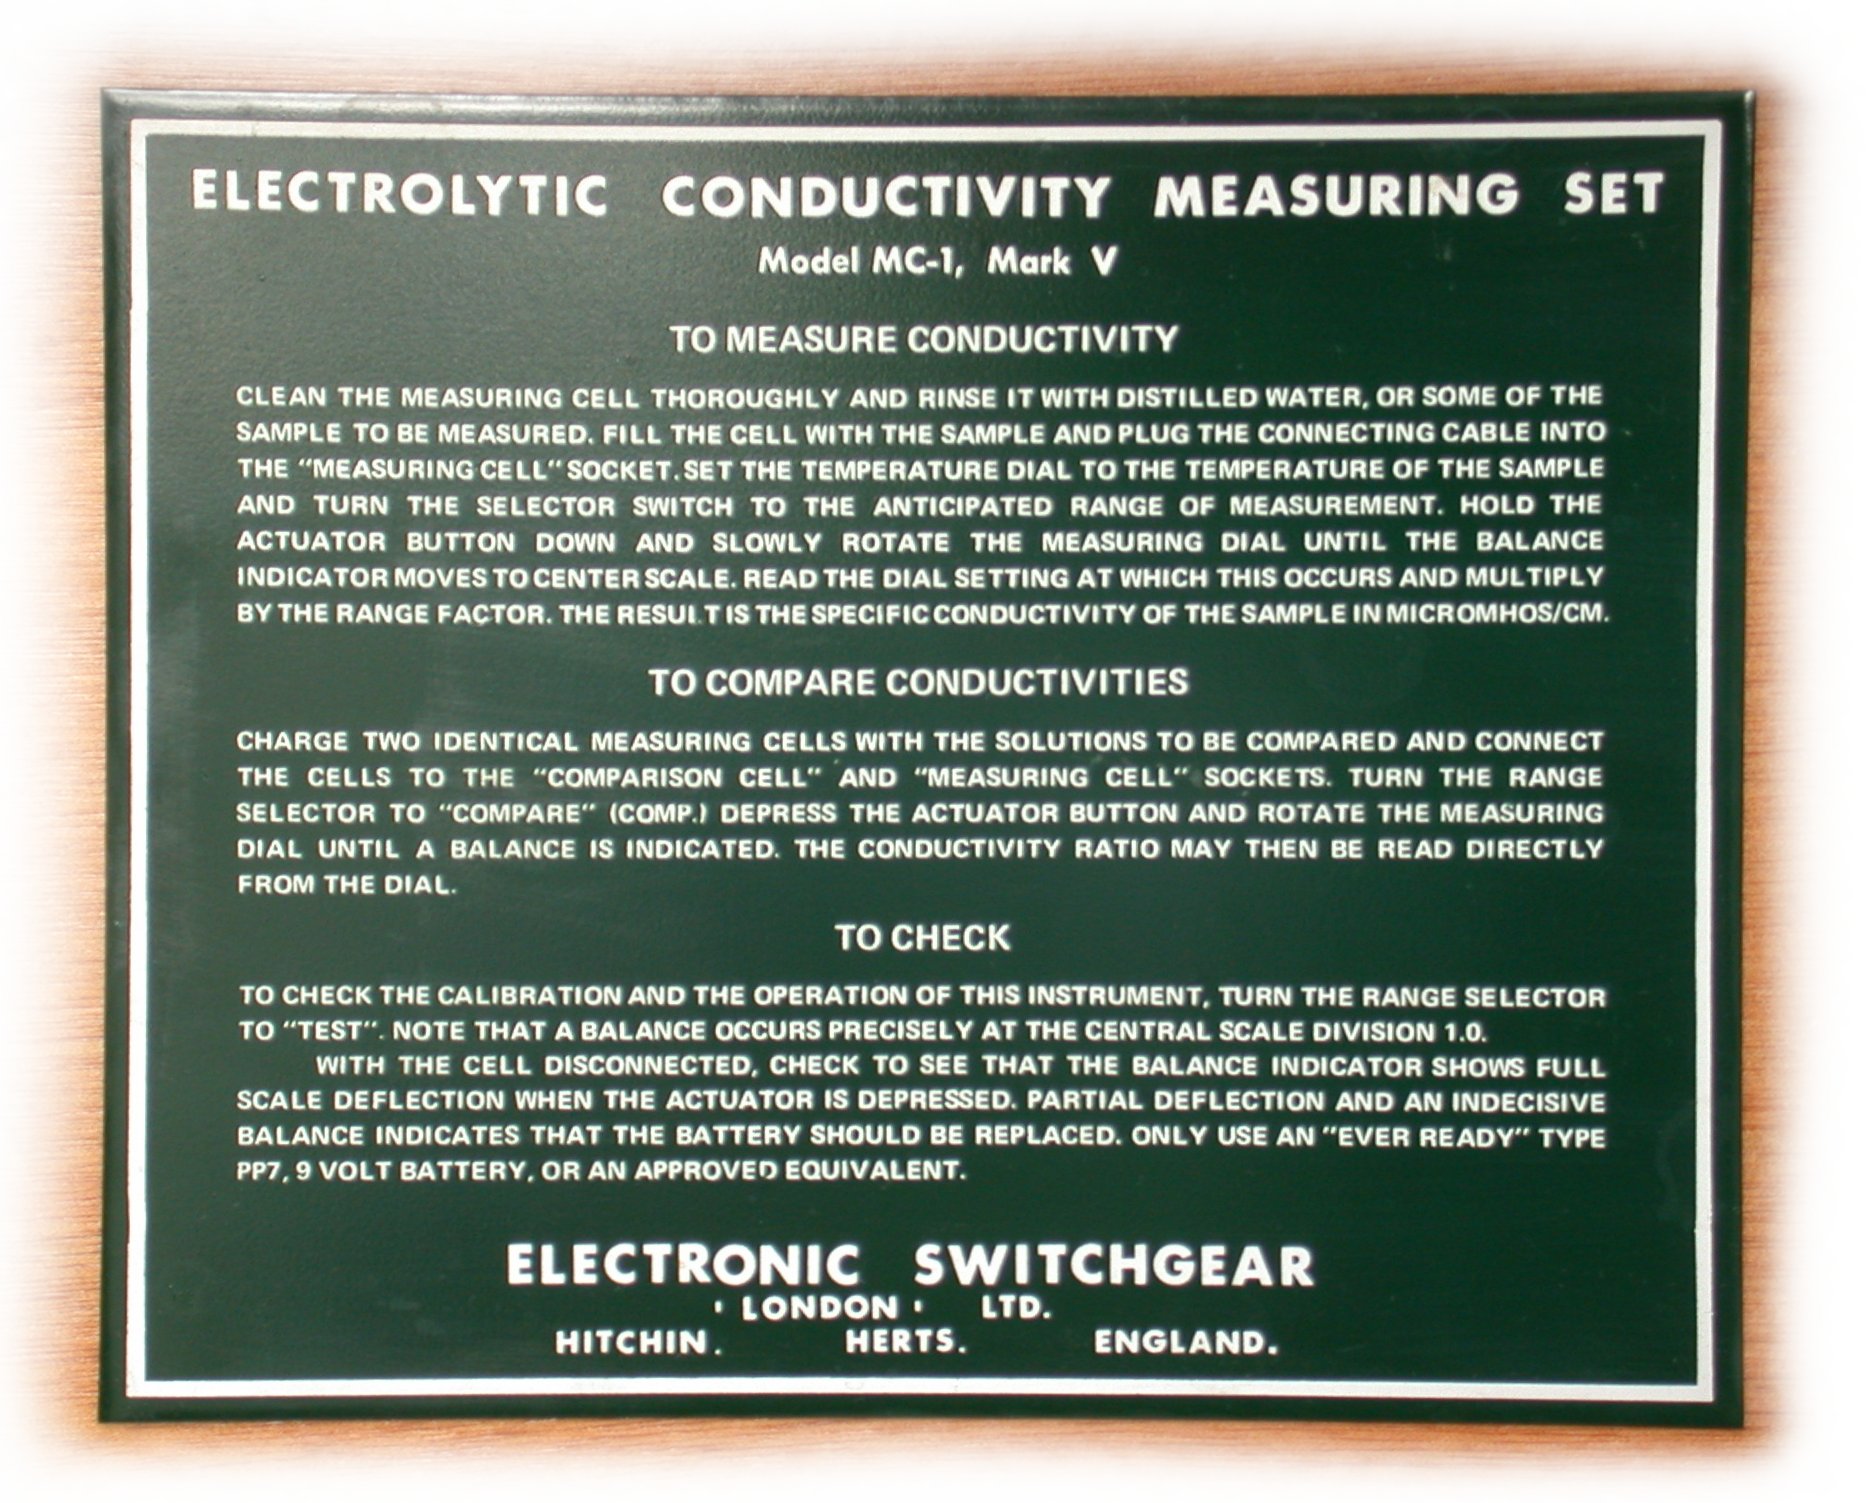 ELECTROLYTIC CONDUCTIVITY MEASURING SET
Model MC-1, Mark V
TO MEASURE CONDUCTIVITY
CLEAN THE MEASURING CELL THOROUGHLY AND RINSE IT WITH DISTILLED WATER, OR SOME OF THE
SAMPLE TO BE MEASURED. FILL THE CELL WITH THE SAMPLE AND PLUG THE CONNECTING CABLE INTO
THE "MEASURING CELL" SOCKET. SET THE TEMPERATURE DIAL TO THE TEMPERATURE OF THE SAMPLE
AND TURN THE SELECTOR SWITCH TO THE ANTICIPATED RANGE OF MEASUREMENT. HOLD THE
ACTUATOR BUTTON DOWN AND SLOWLY ROTATE THE MEASURING DIAL UNTIL THE BALANCE
INDICATOR MOVES TO CENTER SCALE. READ THE DIAL SETTING AT WHICH THIS OCCURS AND MULTIPLY
BY THE RANGE FACTOR. THE RESULT IS THE SPECIFIC CONDUCTIVITY OF THE SAMPLE IN MICROMHOS/CM.
TO COMPARE CONDUCTIVITIES
CHARGE TWO IDENTICAL MEASURING CELLS WITH THE SOLUTIONS TO BE COMPARED AND CONNECT
THE CELLS TO THE "COMPARISON CELL" AND "MEASURING CELL" SOCKETS. TURN THE RANGE
SELECTOR TO "COMPARE" (COMP.) DEPRESS THE ACTUATOR BUTTON AND ROTATE THE MEASURING
DIAL UNTIL A BALANCE IS INDICATED. THE CONDUCTIVITY RATIO MAY THEN BE READ DIRECTLY
FROM THE DIAL.
TO CHECK
TO CHECK THE CALIBRATION AND THE OPERATION OF THIS INSTRUMENT, TURN THE RANGE SELECTOR
TO "TEST". NOTE THAT A BALANCE OCCURS PRECISELY AT THE CENTRAL SCALE DIVISION 1.0.
WITH THE CELL DISCONNECTED, CHECK TO SEE THAT THE BALANCE INDICATOR SHOWS FULL
SCALE DEFLECTION WHEN THE ACTUATOR IS DEPRESSED. PARTIAL DEFLECTION AND AN INDECISIVE
BALANCE INDICATES THAT THE BATTERY SHOULD BE REPLACED. ONLY USE AN "EVER READY" TYPE
PP7, 9 VOLT BATTERY, OR AN APPROVED EQUIVALENT.
ELECTRONIC SWITCHGEAR
' LONDON ' LTD.
HITCHIN. HERTS. ENGLAND.